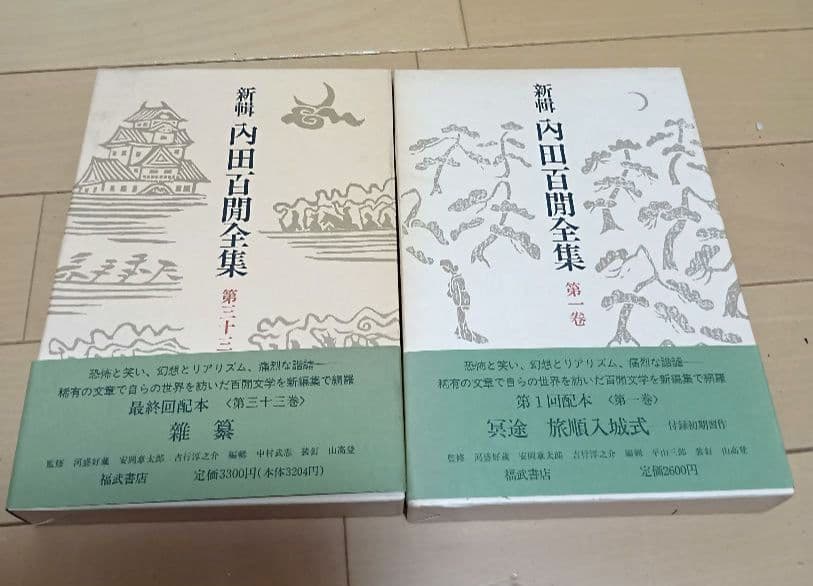 新輯 内田百閒全集
第三十三
恐怖と笑い、幻想とリアリズム、痛烈な諧謔――
稀有の文章で自らの世界を紡いだ百閒文学を新編集で網羅
最終回配本 〈第三十三巻〉
雑纂
監修 河盛好蔵 安岡章太郎 吉行淳之介 編輯 中村武志 装釘 山高登
福武書店 定価3300円(本体3204円)
新輯 内田百閒全集
第一巻
恐怖と笑い、幻想とリアリズム、痛烈な諧謔――
稀有の文章で自らの世界を紡いだ百閒文学を新編集で網羅
第1回配本 〈第一巻〉
冥途 旅順入城式 付録初期習作
監修 河盛好蔵 安岡章太郎 吉行淳之介 編輯 平山三郎 装釘 山高登
福武書店 定価2600円